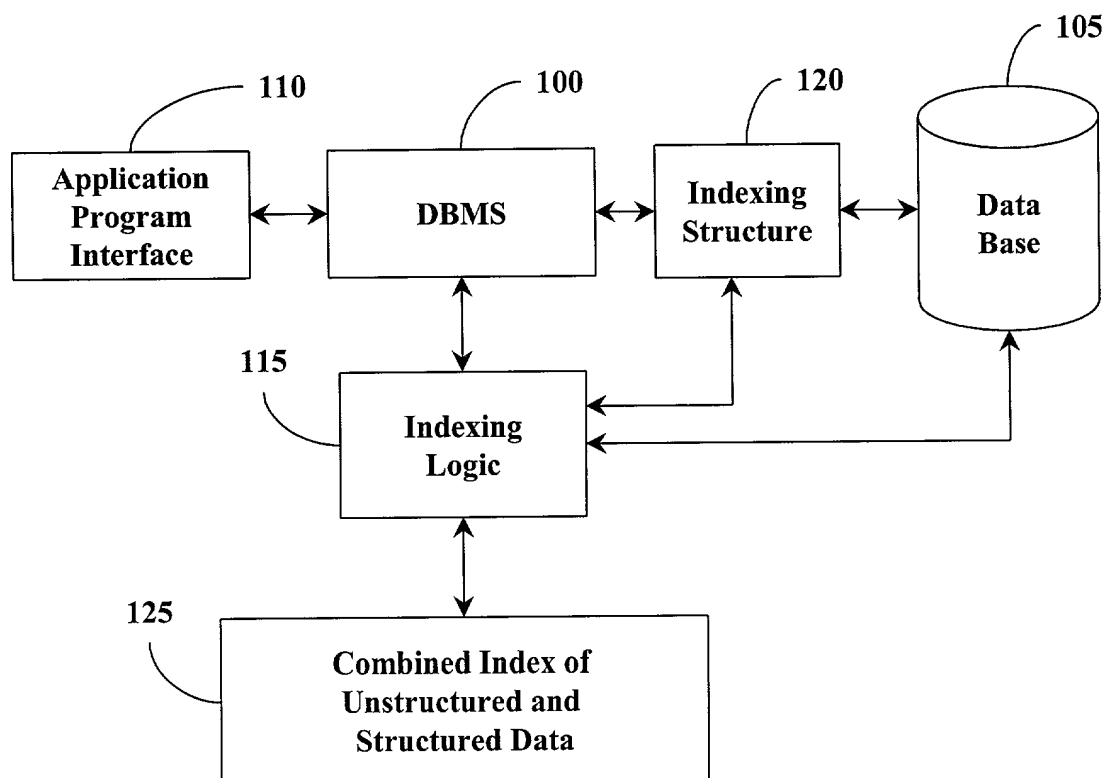 105
110
100
120
Application
Program
Interface
DBMS
Indexing
Structure
Data
Base
115
Indexing
Logic
125
Combined Index of
Unstructured and
Structured Data